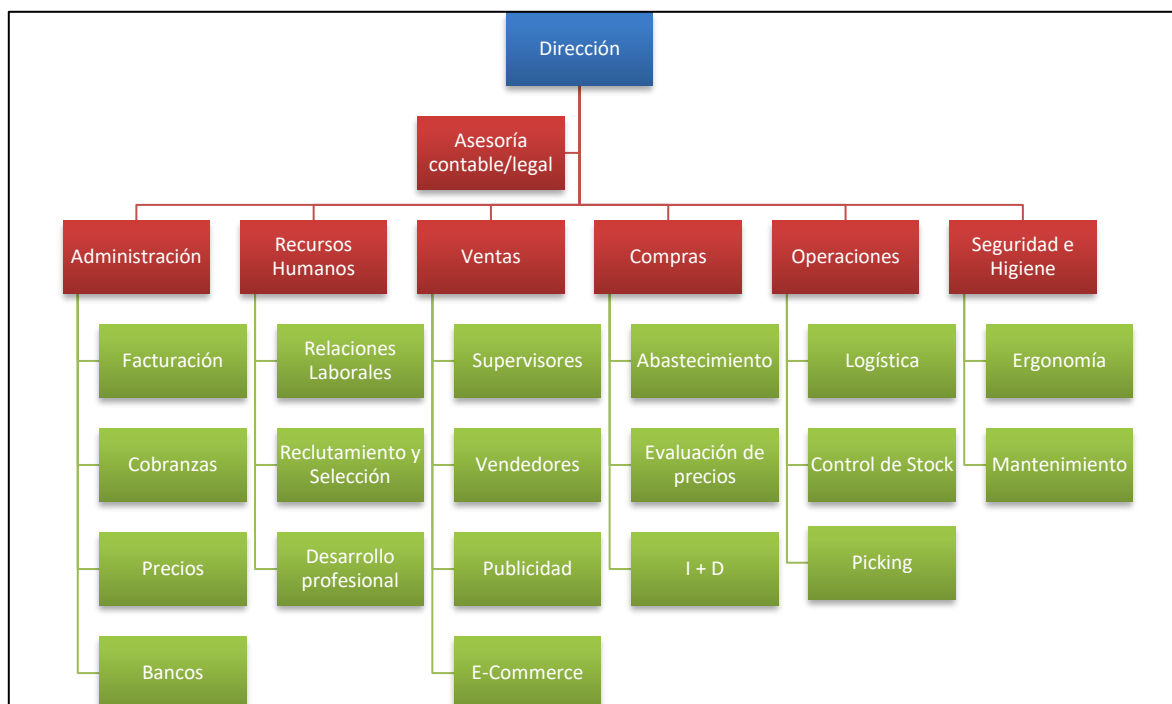 Dirección
Asesoría
contable/legal
Administración
Recursos
Humanos
Ventas
Compras
Operaciones
Seguridad e
Higiene
Facturación
Relaciones
Laborales
Supervisores
Abastecimiento
Logística
Ergonomía
Cobranzas
Reclutamiento y
Selección
Vendedores
Evaluación de
precios
Control de Stock
Mantenimiento
Precios
Desarrollo
profesional
Publicidad
I + D
Picking
Bancos
E-Commerce